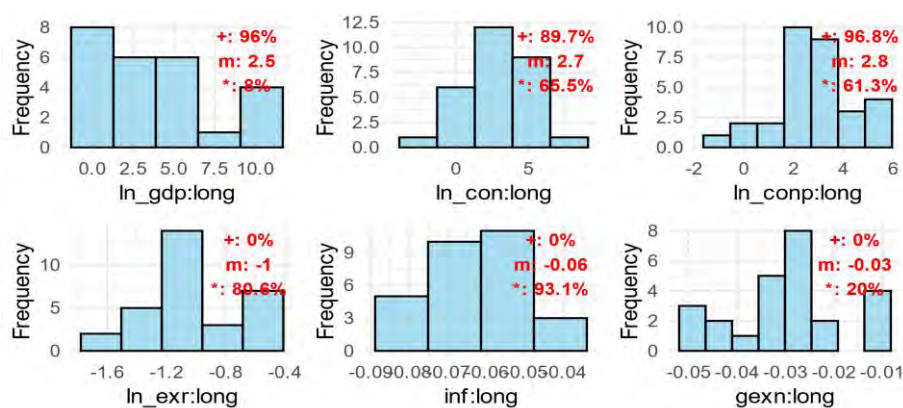 8
6
4
2
0
Frequency
+: 96%
m: 2.5
*: 8%
0.0 2.5 5.0 7.5 10.0
ln_gdp:long
12.5
10.0
7.5
5.0
2.5
0.0
Frequency
+: 89.7%
m: 2.7
*: 65.5%
0 5
ln_con:long
10.0
7.5
5.0
2.5
0.0
Frequency
+: 96.8%
m: 2.8
*: 61.3%
-2 0 2 4 6
ln_conp:long
10
5
0
Frequency
+: 0%
m: -1
*: 80.6%
-1.6 -1.2 -0.8 -0.4
ln_exr:long
9
6
3
0
Frequency
+: 0%
m: -0.06
*: 93.1%
-0.09-0.08-0.07-0.06-0.05-0.04
inf:long
8
6
4
2
0
Frequency
+: 0%
m: -0.03
*: 20%
-0.05 -0.04 -0.03 -0.02 -0.01
gexn:long